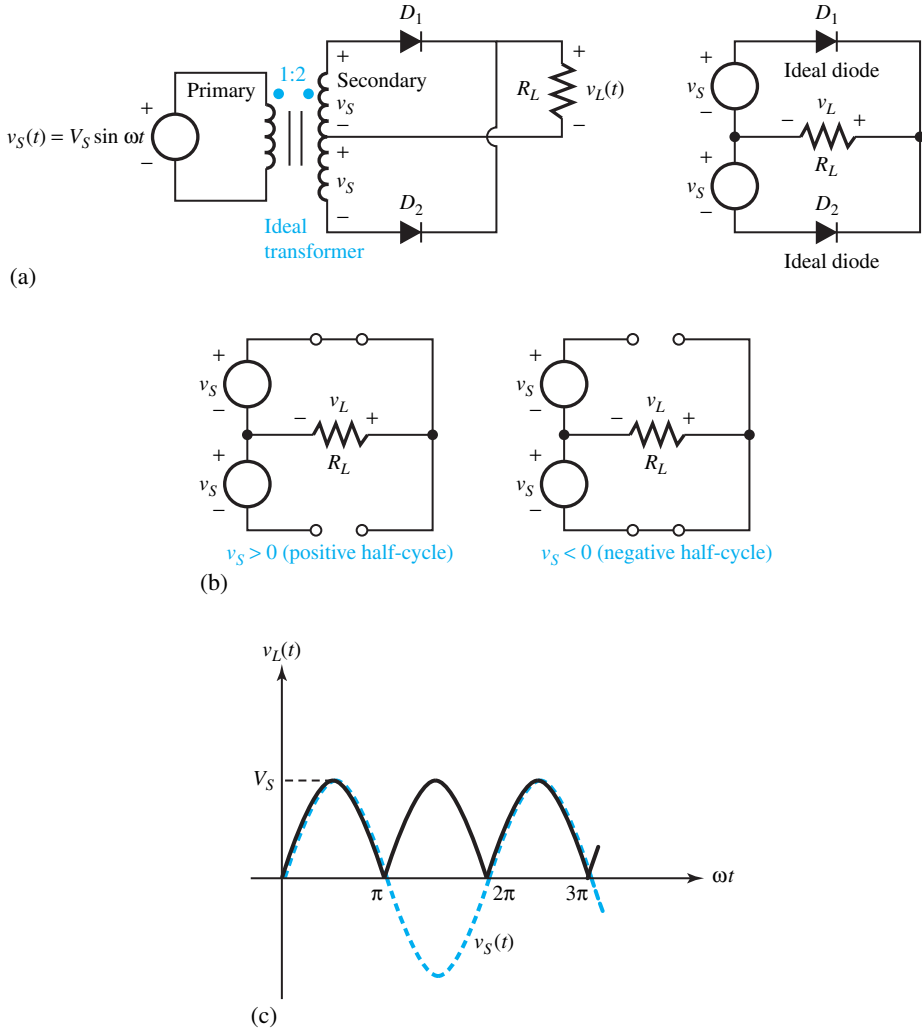 D1
+
1:2
Primary
Secondary
+
vS(t) = VS sin ωt
−
vS
−
+
vS
−
RL
+
vL(t)
−
D2
Ideal
transformer
D1
Ideal diode
+
vS
−
vL
− +
RL
+
vS
−
D2
Ideal diode
(a)
+
vS
−
− vL +
RL
+
vS
−
vS > 0 (positive half-cycle)
+
vS
−
− vL +
RL
+
vS
−
vS < 0 (negative half-cycle)
(b)
vL(t)
VS
π
2π
3π
ωt
vS(t)
(c)